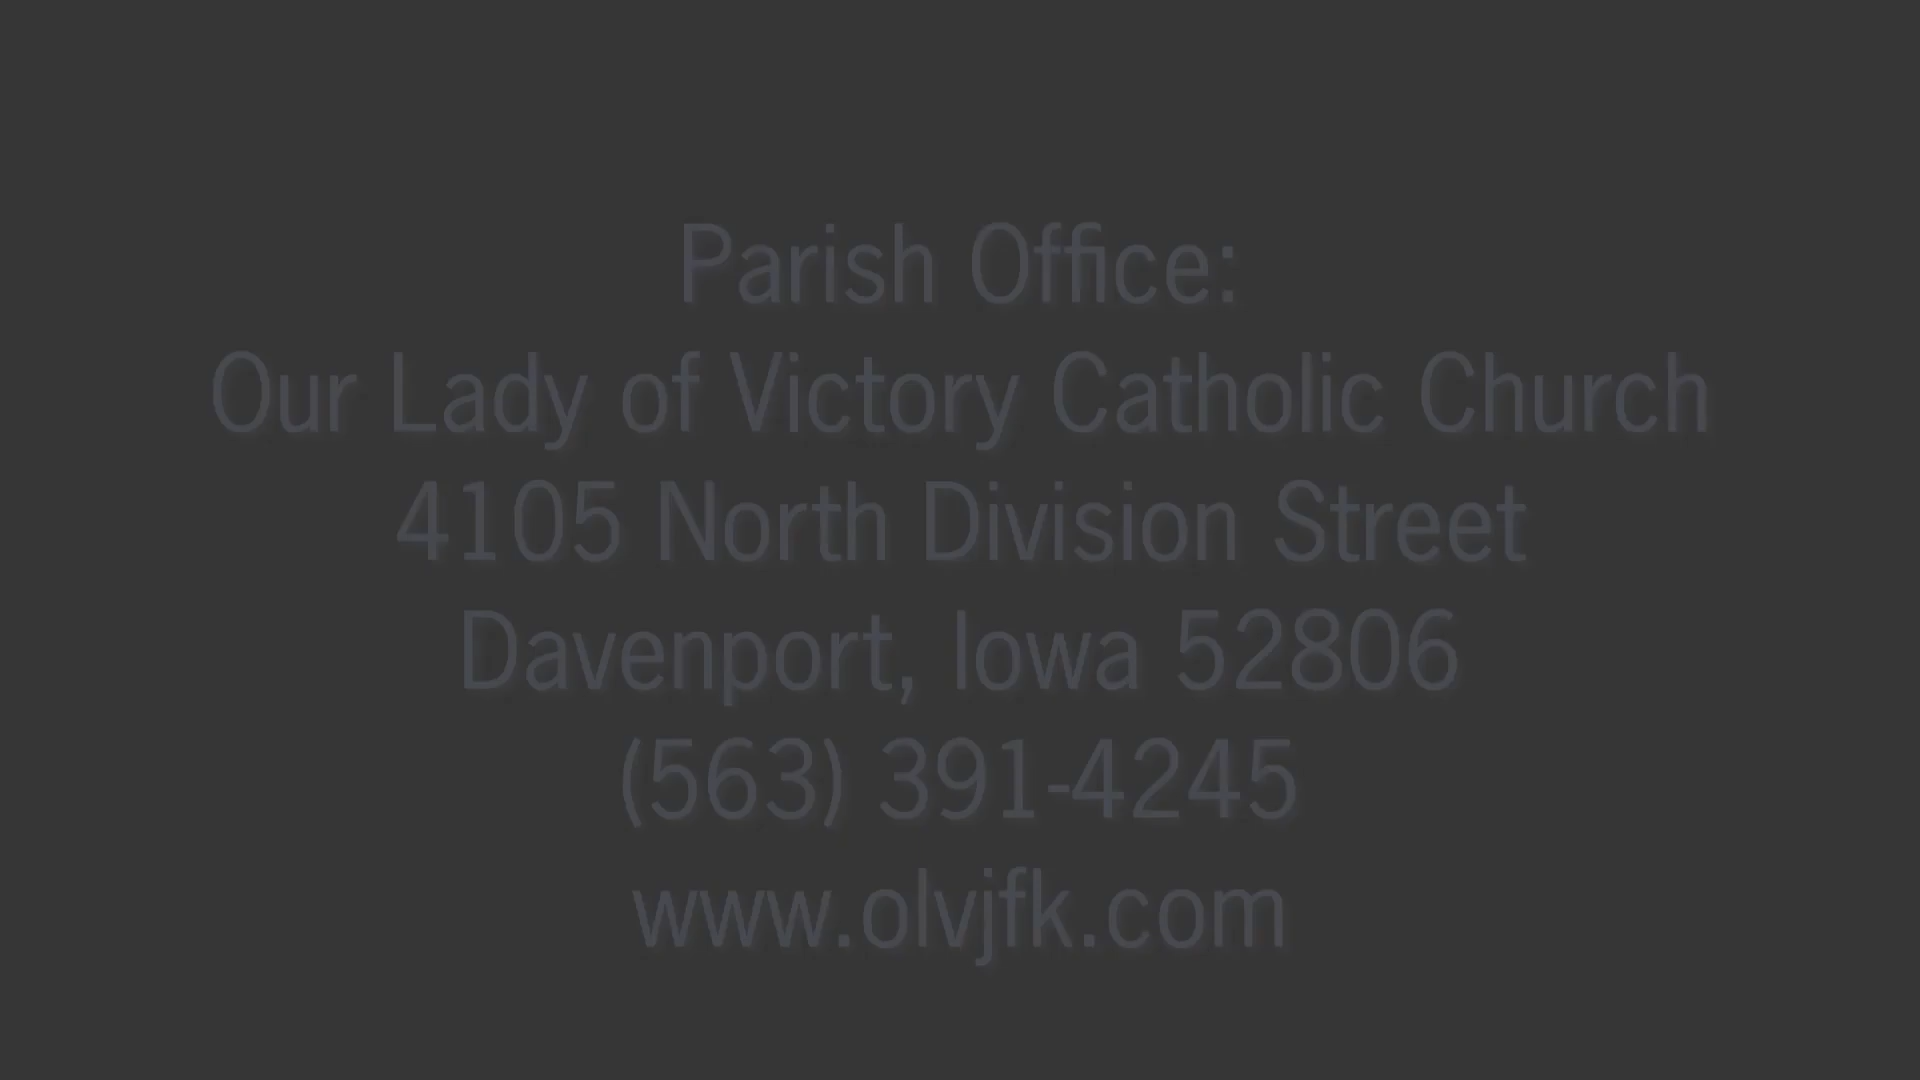 Parish Office:
Our Lady of Victory Catholic Church
4105 North Division Street
Davenport, Iowa 52806
(563) 391-4245
www.olvjfk.com